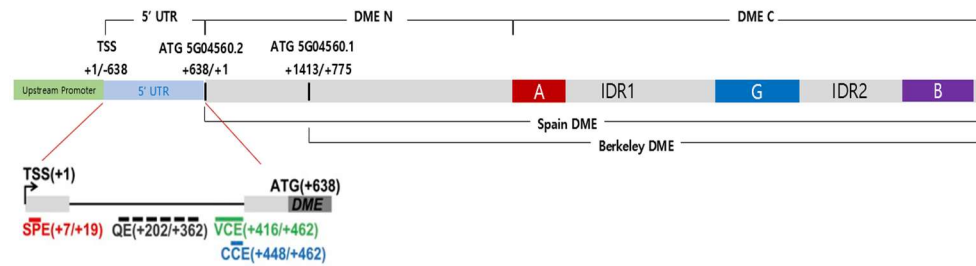 5' UTR DME N DME C
TSS ATG 5G04560.2 ATG 5G04560.1
+1/-638 +638/+1 +1413/+775
Upstream Promoter 5' UTR A IDR1 G IDR2 B
Spain DME
Berkeley DME
TSS(+1)
ATG(+638)
DME
SPE(+7/+19) QE(+202/+362) VCE(+416/+462)
CCE(+448/+462)